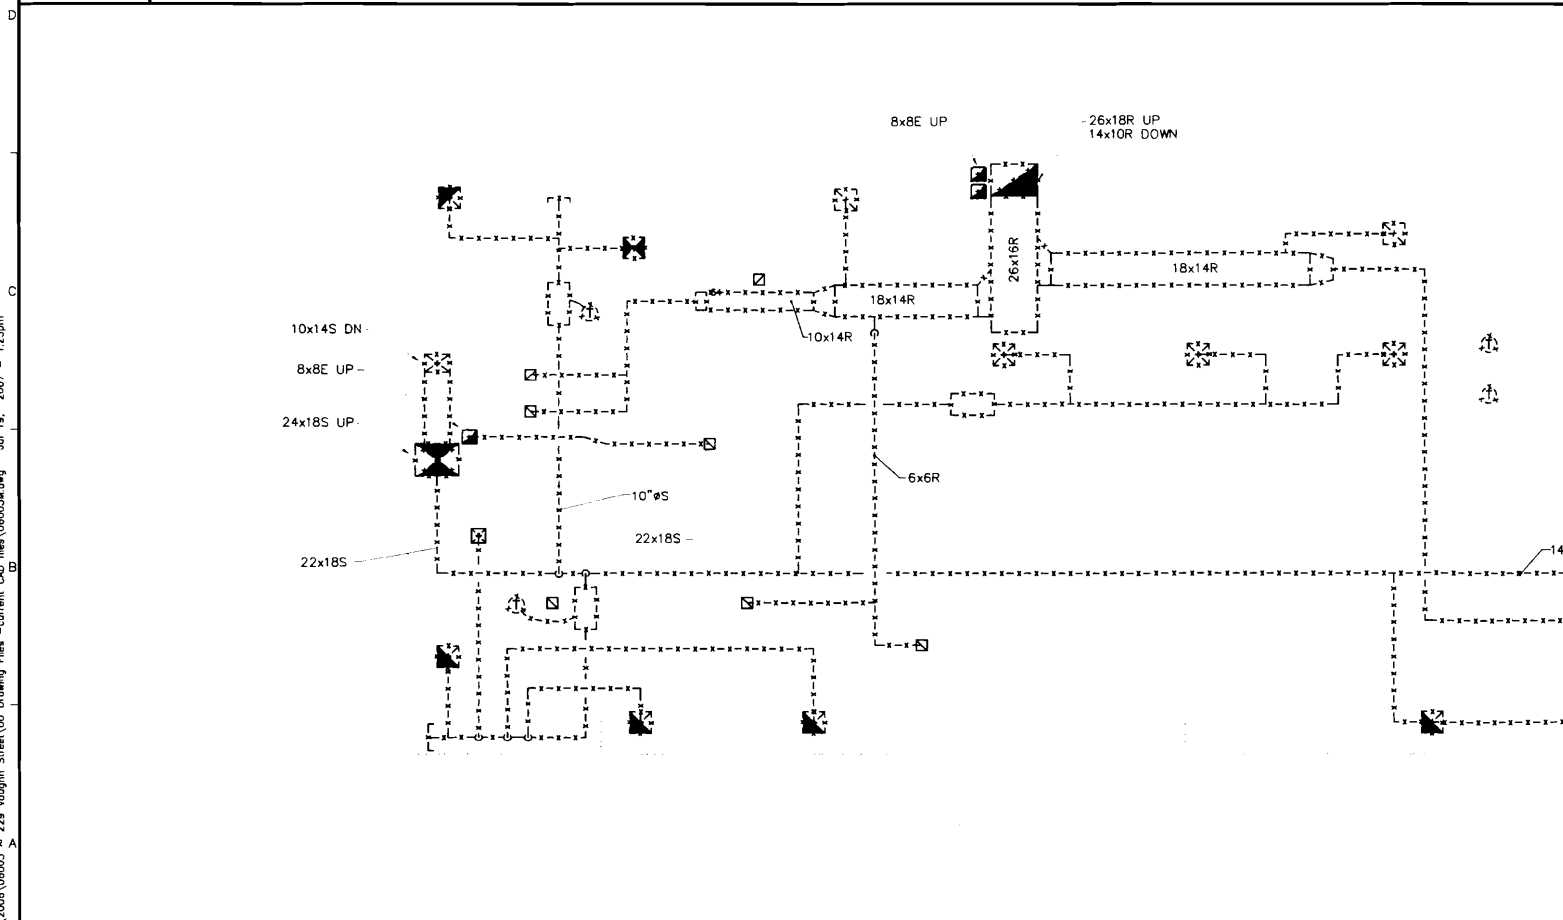 D
8x8E UP
26x18R UP
14x10R DOWN
C
26x16R
18x14R
18x14R
10x14R
10x14S DN
8x8E UP
24x18S UP
6x6R
10"øS
22x18S
22x18S
14
B
A